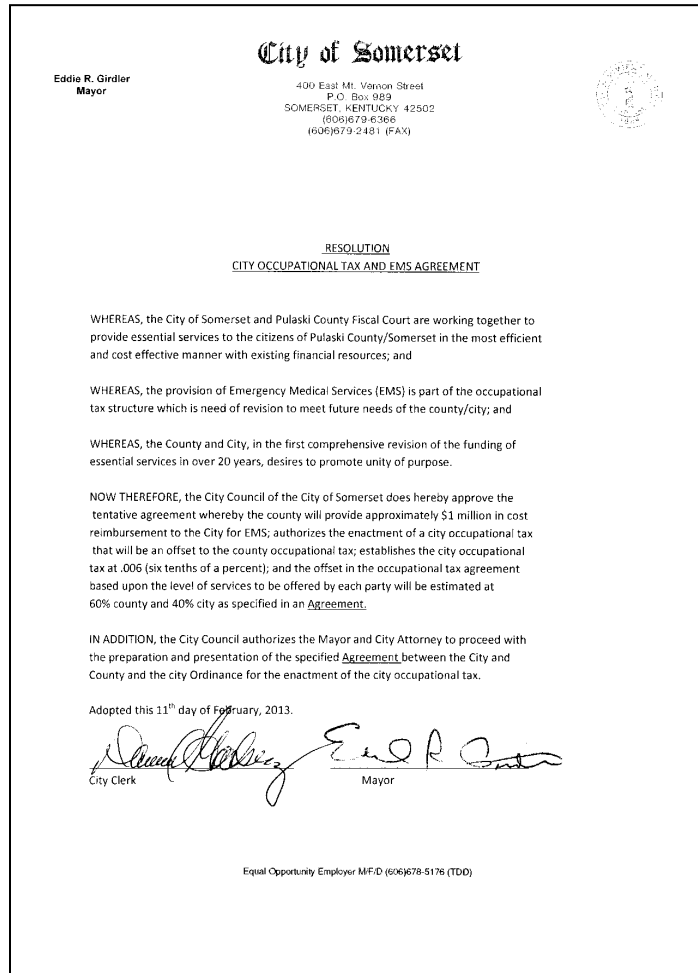 City of Somerset
Eddie R. Girdler
Mayor
400 East Mt. Vernon Street
P.O. Box 989
SOMERSET, KENTUCKY 42502
(606)679-6366
(606)679-2481 (FAX)
RESOLUTION
CITY OCCUPATIONAL TAX AND EMS AGREEMENT
WHEREAS, the City of Somerset and Pulaski County Fiscal Court are working together to
provide essential services to the citizens of Pulaski County/Somerset in the most efficient
and cost effective manner with existing financial resources; and
WHEREAS, the provision of Emergency Medical Services (EMS) is part of the occupational
tax structure which is need of revision to meet future needs of the county/city; and
WHEREAS, the County and City, in the first comprehensive revision of the funding of
essential services in over 20 years, desires to promote unity of purpose.
NOW THEREFORE, the City Council of the City of Somerset does hereby approve the
tentative agreement whereby the county will provide approximately $1 million in cost
reimbursement to the City for EMS; authorizes the enactment of a city occupational tax
that will be an offset to the county occupational tax; establishes the city occupational
tax at .006 (six tenths of a percent); and the offset in the occupational tax agreement
based upon the level of services to be offered by each party will be estimated at
60% county and 40% city as specified in an Agreement.
IN ADDITION, the City Council authorizes the Mayor and City Attorney to proceed with
the preparation and presentation of the specified Agreement between the City and
County and the city Ordinance for the enactment of the city occupational tax.
Adopted this 11th day of February, 2013.
City Clerk
Mayor
Equal Opportunity Employer M/F/D (606)678-5176 (TDD)